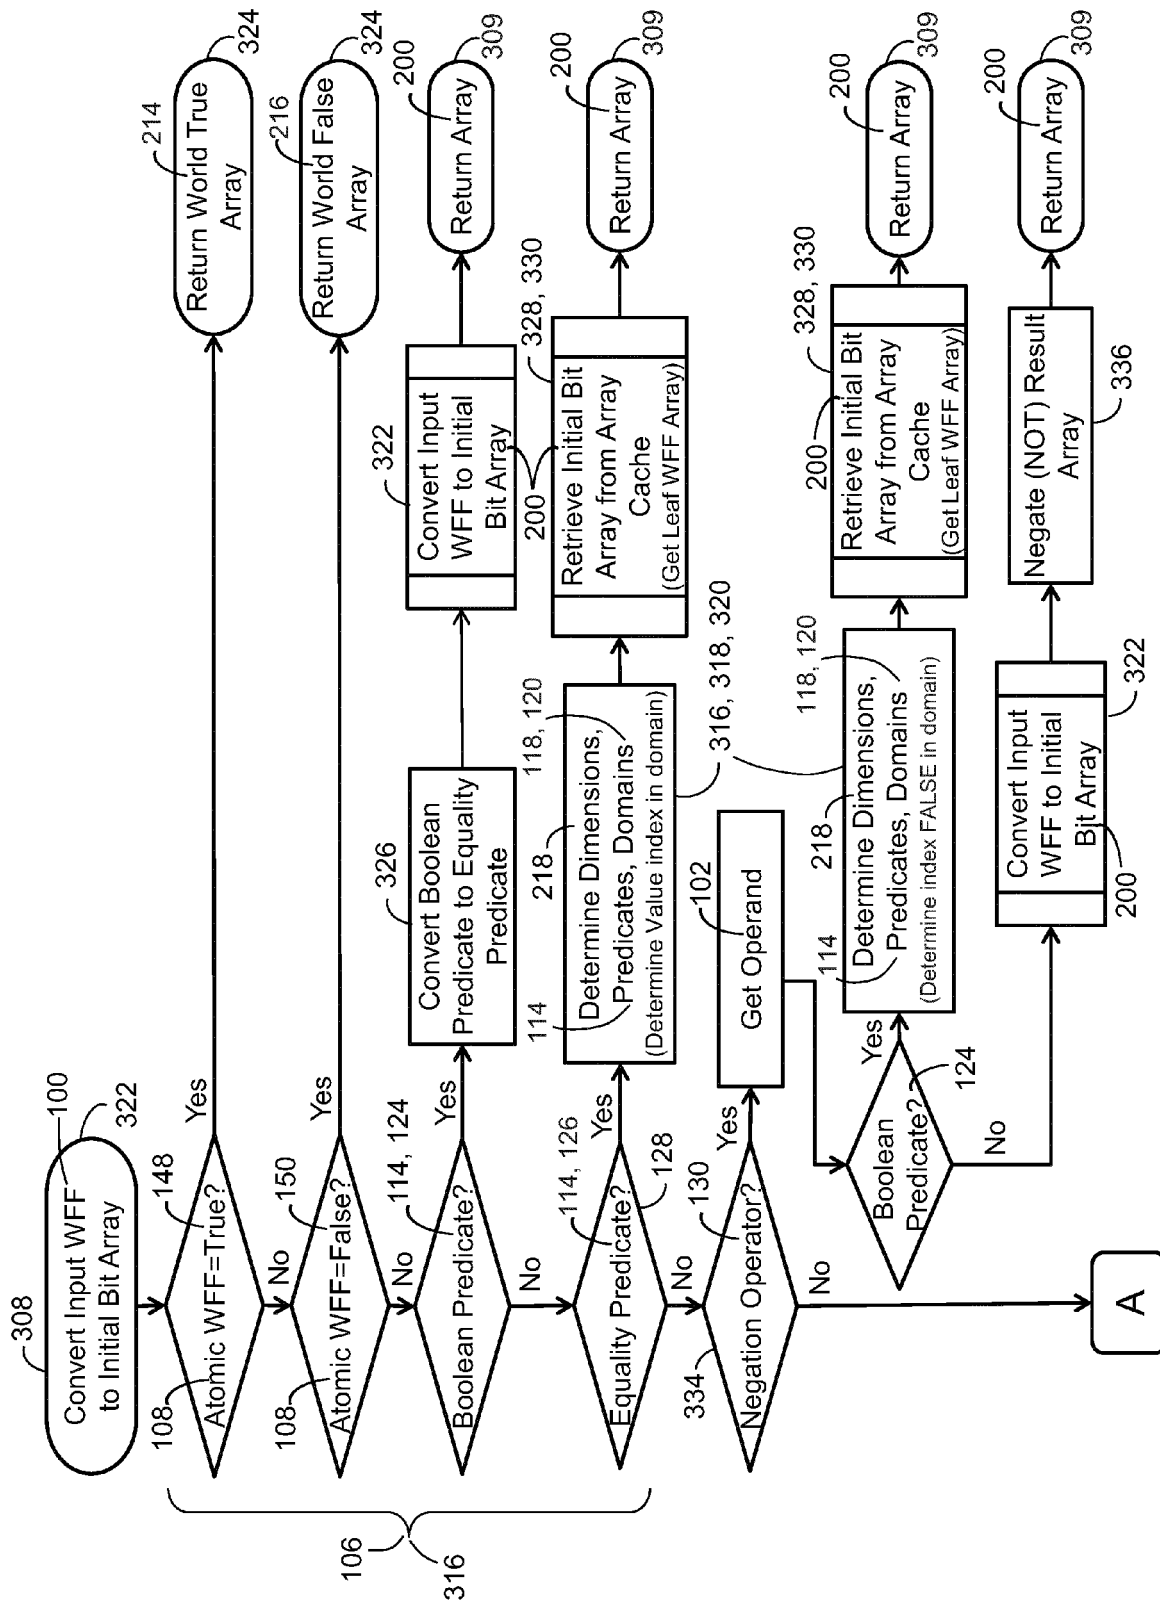 308
100
322
Convert Input WFF
to Initial Bit Array
108
148
Atomic WFF=True?
Yes
No
214
Return World True
Array
324
108
150
Atomic WFF=False?
Yes
No
216
Return World False
Array
324
114, 124
Boolean Predicate?
Yes
No
326
Convert Boolean
Predicate to Equality
Predicate
322
Convert Input
WFF to Initial
Bit Array
200
200
Return Array
309
114, 126
Equality Predicate?
128
Yes
No
106
316
218
118, 120
114
Determine Dimensions,
Predicates, Domains
(Determine Value index in domain)
316, 318, 320
328, 330
Retrieve Initial Bit
Array from Array
Cache
(Get Leaf WFF Array)
200
Return Array
309
334
130
Negation Operator?
Yes
No
102
Get Operand
Boolean
Predicate?
124
Yes
No
114
218
118, 120
Determine Dimensions,
Predicates, Domains
(Determine index FALSE in domain)
200
328, 330
Retrieve Initial Bit
Array from Array
Cache
(Get Leaf WFF Array)
200
Return Array
309
Convert Input
WFF to Initial
Bit Array
200
322
Negate (NOT) Result
Array
336
200
Return Array
309
A